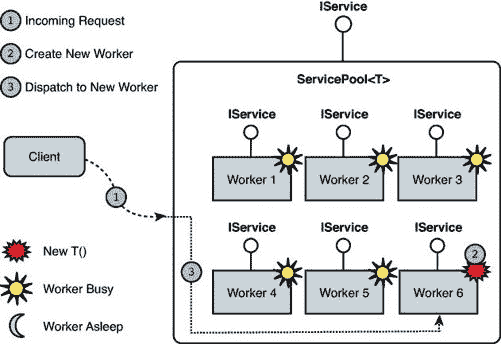 1 Incoming Request
2 Create New Worker
3 Dispatch to New Worker
IService
ServicePool<T>
IService IService IService
Worker 1 Worker 2 Worker 3
Client
1
IService IService IService
2
3
Worker 4 Worker 5 Worker 6
New T()
Worker Busy
Worker Asleep